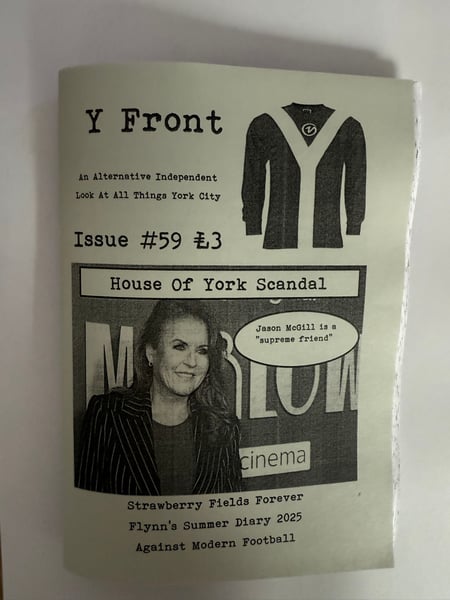 Y Front
An Alternative Independent
Look At All Things York City
Issue #59 £3
House Of York Scandal
Jason McGill is a
"supreme friend"
M RLOW
cinema
Strawberry Fields Forever
Flynn's Summer Diary 2025
Against Modern Football